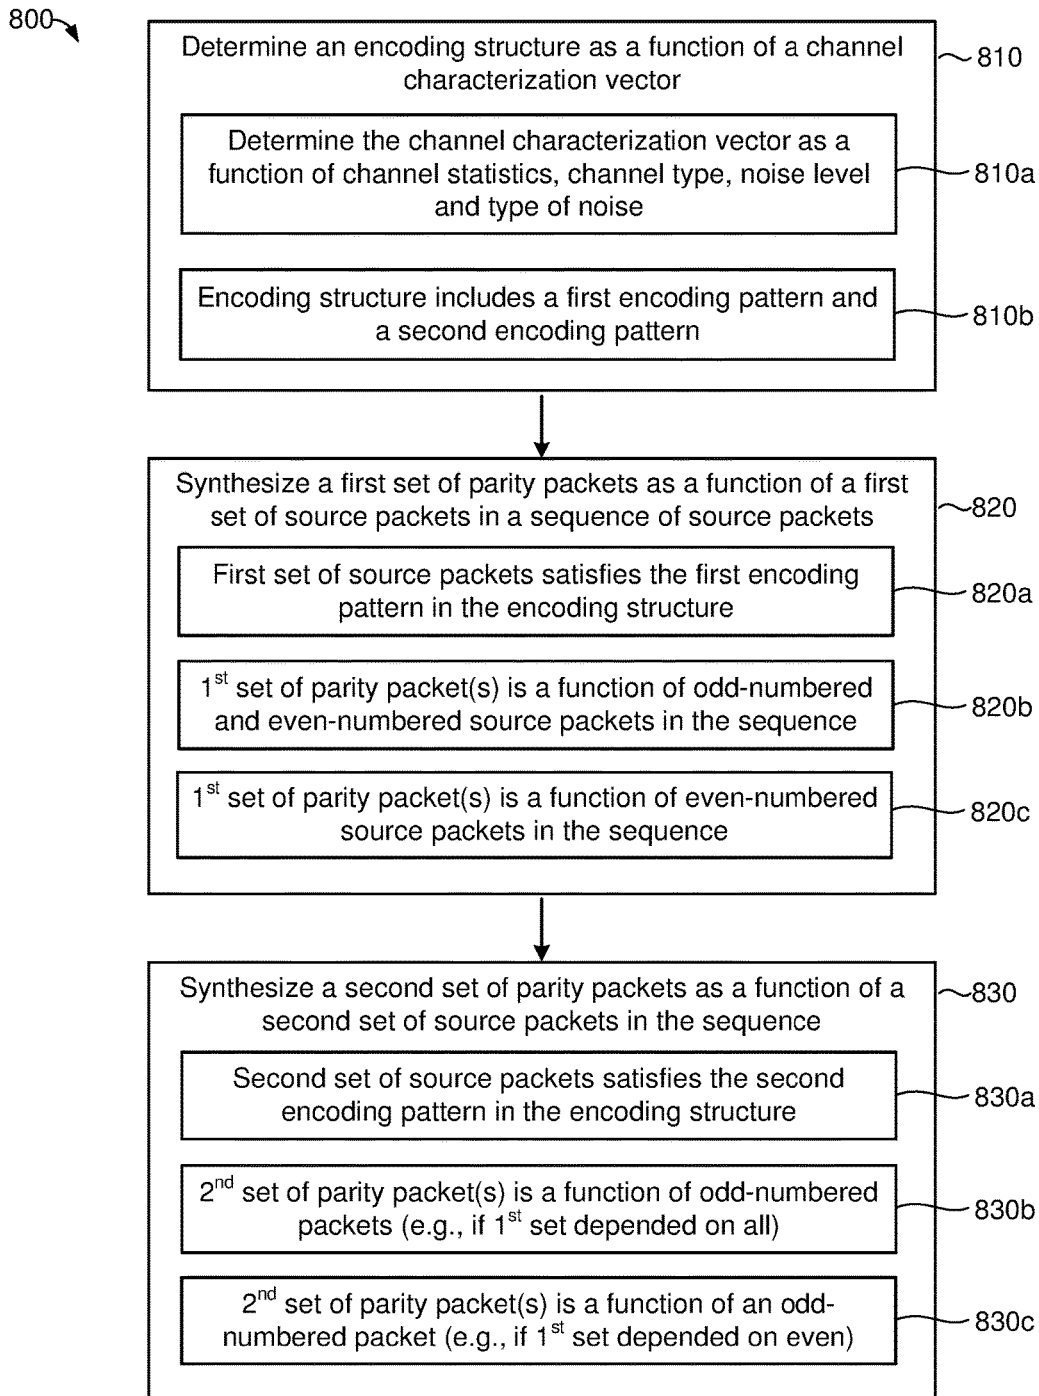 800
Determine an encoding structure as a function of a channel
characterization vector
810
Determine the channel characterization vector as a
function of channel statistics, channel type, noise level
and type of noise
810a
Encoding structure includes a first encoding pattern and
a second encoding pattern
810b
Synthesize a first set of parity packets as a function of a first
set of source packets in a sequence of source packets
820
First set of source packets satisfies the first encoding
pattern in the encoding structure
820a
1st set of parity packet(s) is a function of odd-numbered
and even-numbered source packets in the sequence
820b
1st set of parity packet(s) is a function of even-numbered
source packets in the sequence
820c
Synthesize a second set of parity packets as a function of a
second set of source packets in the sequence
830
Second set of source packets satisfies the second
encoding pattern in the encoding structure
830a
2nd set of parity packet(s) is a function of odd-numbered
packets (e.g., if 1st set depended on all)
830b
2nd set of parity packet(s) is a function of an odd-
numbered packet (e.g., if 1st set depended on even)
830c